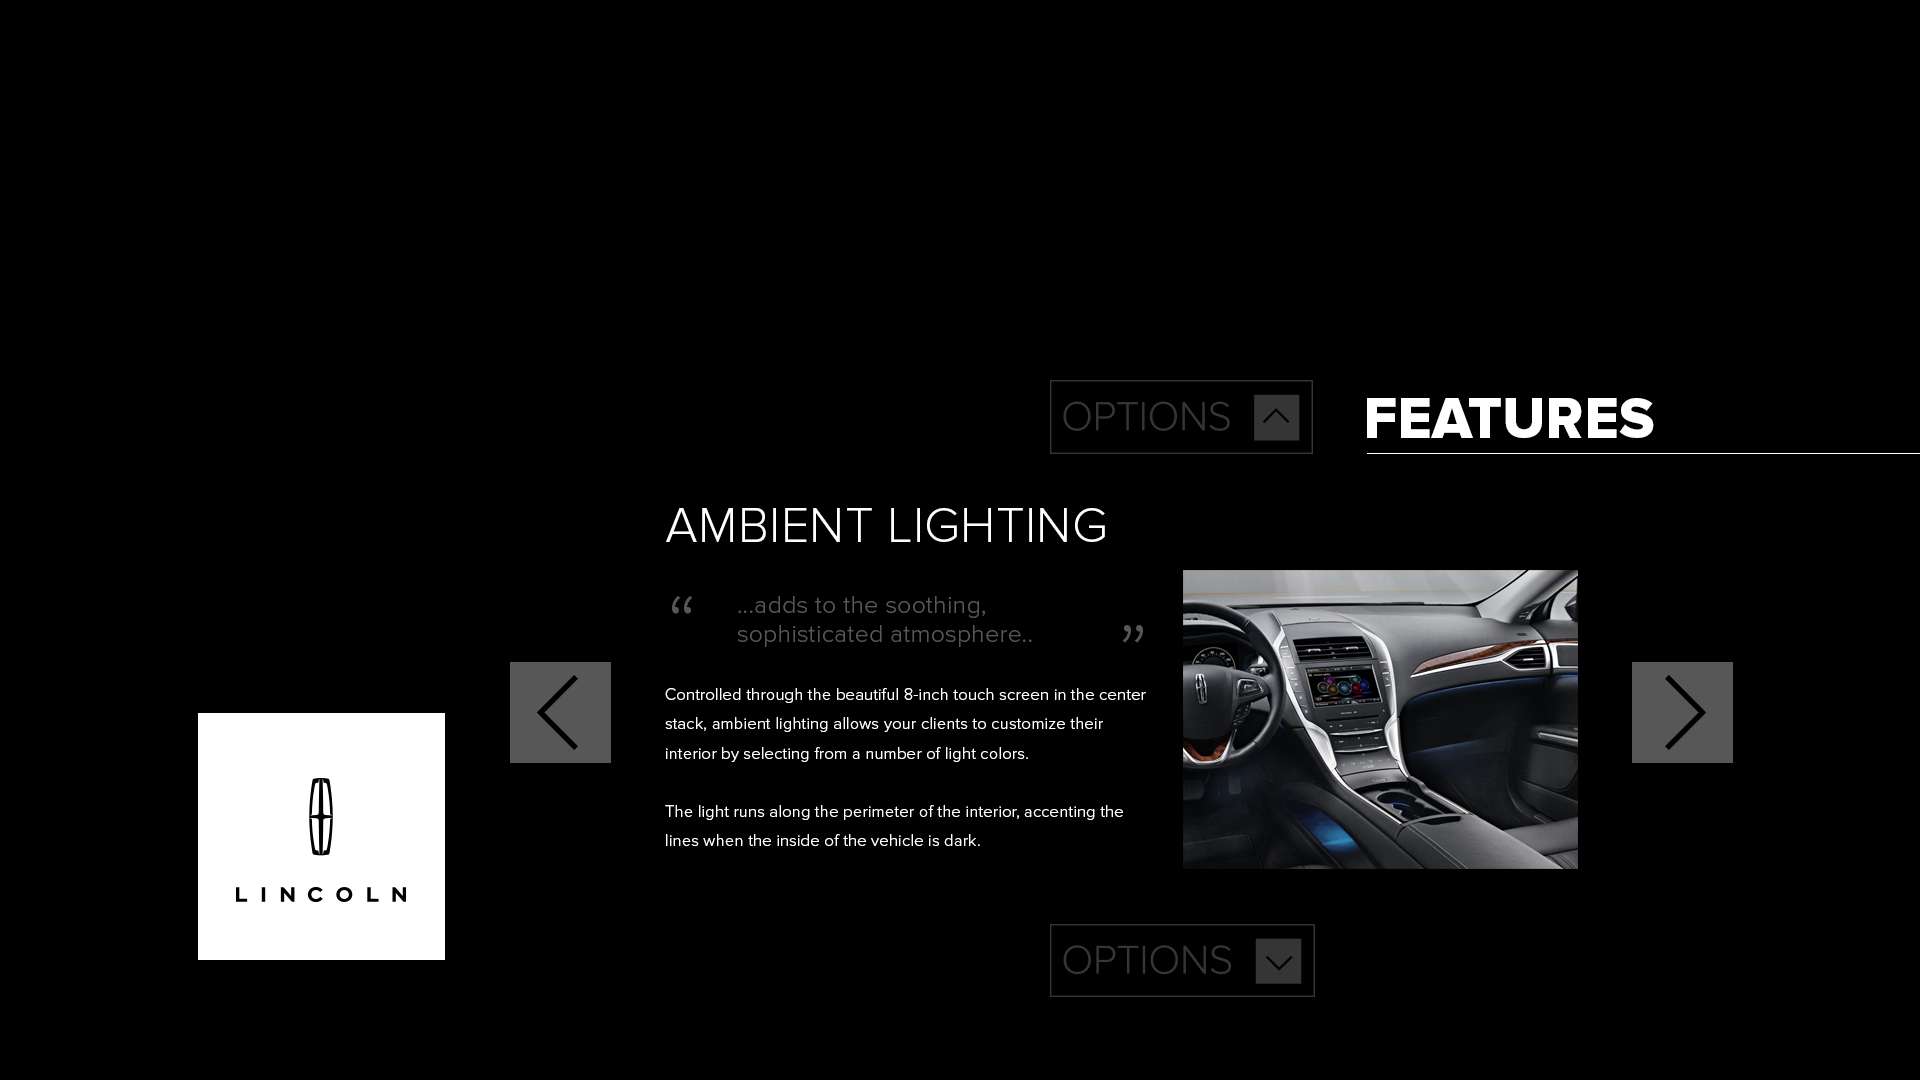 OPTIONS
FEATURES
AMBIENT LIGHTING
“ ...adds to the soothing,
sophisticated atmosphere.. ”
Controlled through the beautiful 8-inch touch screen in the center
stack, ambient lighting allows your clients to customize their
interior by selecting from a number of light colors.
The light runs along the perimeter of the interior, accenting the
lines when the inside of the vehicle is dark.
LINCOLN
OPTIONS